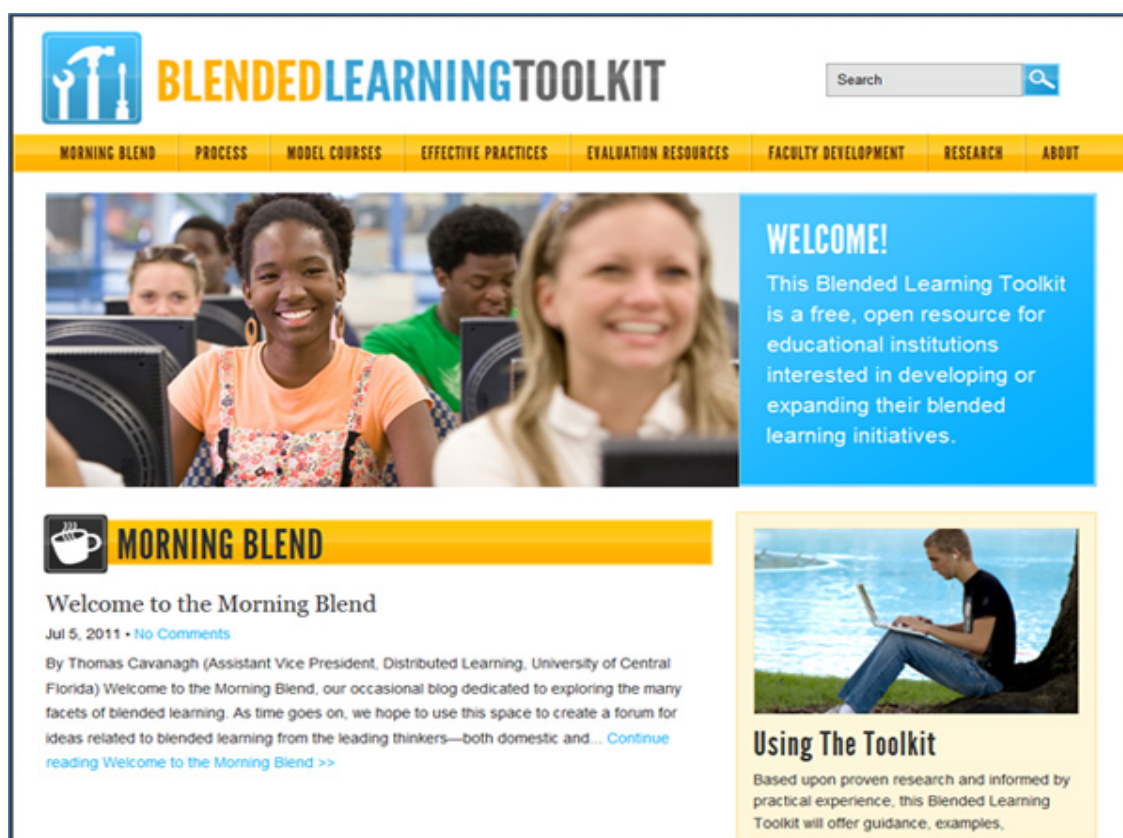 BLENDEDLEARNINGTOOLKIT
Search
MORNING BLEND PROCESS MODEL COURSES EFFECTIVE PRACTICES EVALUATION RESOURCES FACULTY DEVELOPMENT RESEARCH ABOUT
WELCOME!
This Blended Learning Toolkit
is a free, open resource for
educational institutions
interested in developing or
expanding their blended
learning initiatives.
MORNING BLEND
Welcome to the Morning Blend
Jul 5, 2011 • No Comments
By Thomas Cavanagh (Assistant Vice President, Distributed Learning, University of Central
Florida) Welcome to the Morning Blend, our occasional blog dedicated to exploring the many
facets of blended learning. As time goes on, we hope to use this space to create a forum for
ideas related to blended learning from the leading thinkers—both domestic and... Continue
reading Welcome to the Morning Blend >>
Using The Toolkit
Based upon proven research and informed by
practical experience, this Blended Learning
Toolkit will offer guidance, examples,